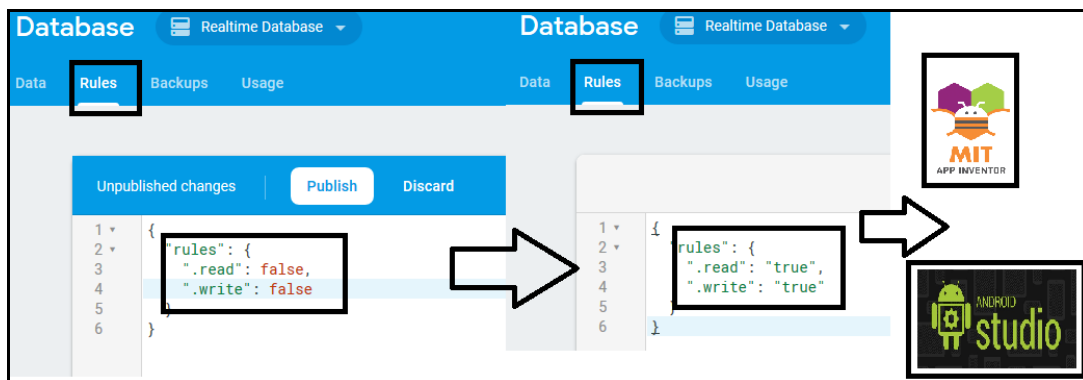 Database Realtime Database
Data Rules Backups Usage
Unpublished changes Publish Discard
1 {
2 "rules": {
3 ".read": false,
4 ".write": false
5 }
6 }
Database Realtime Database
Data Rules Backups Usage
1 {
2 "rules": {
3 ".read": "true",
4 ".write": "true"
5 }
6 }
MIT
APP INVENTOR
ANDROID
studio